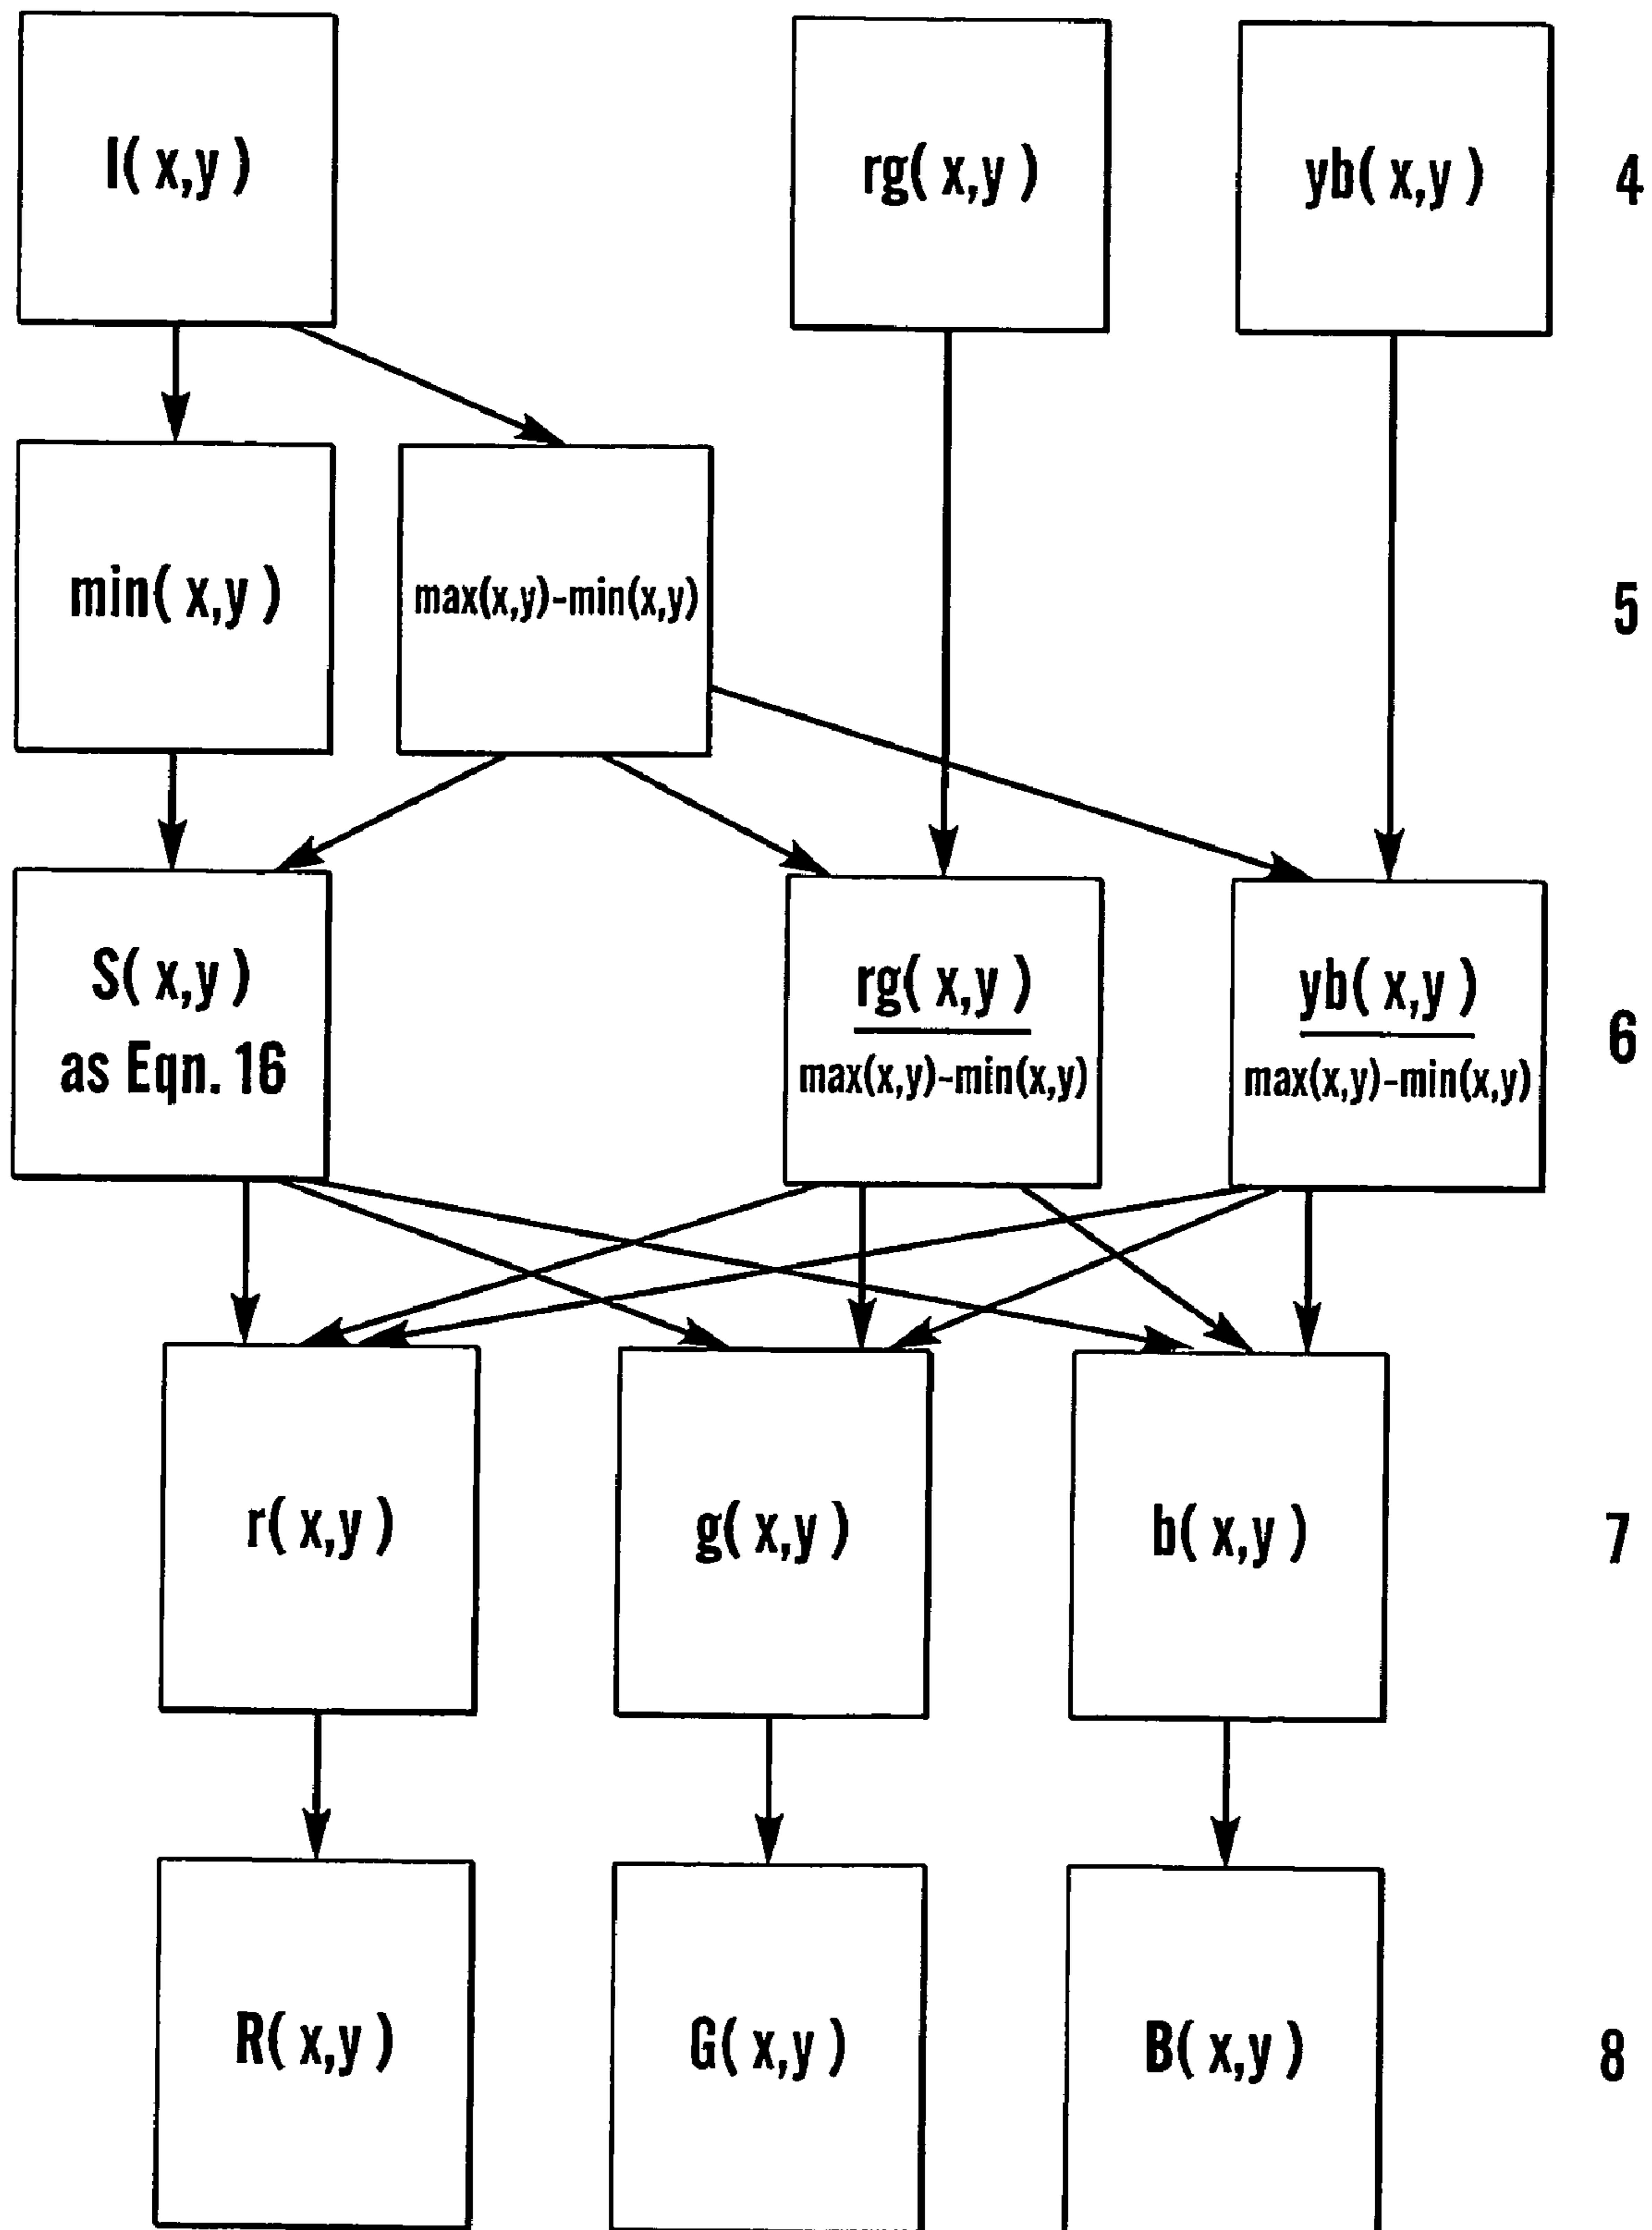 I( x,y )
rg( x,y )
yb( x,y )
4
min( x,y )
max(x,y)-min(x,y)
5
S( x,y )
as Eqn. 16
rg( x,y )
max(x,y)-min(x,y)
yb( x,y )
max(x,y)-min(x,y)
6
r( x,y )
g( x,y )
b( x,y )
7
R( x,y )
G( x,y )
B( x,y )
8